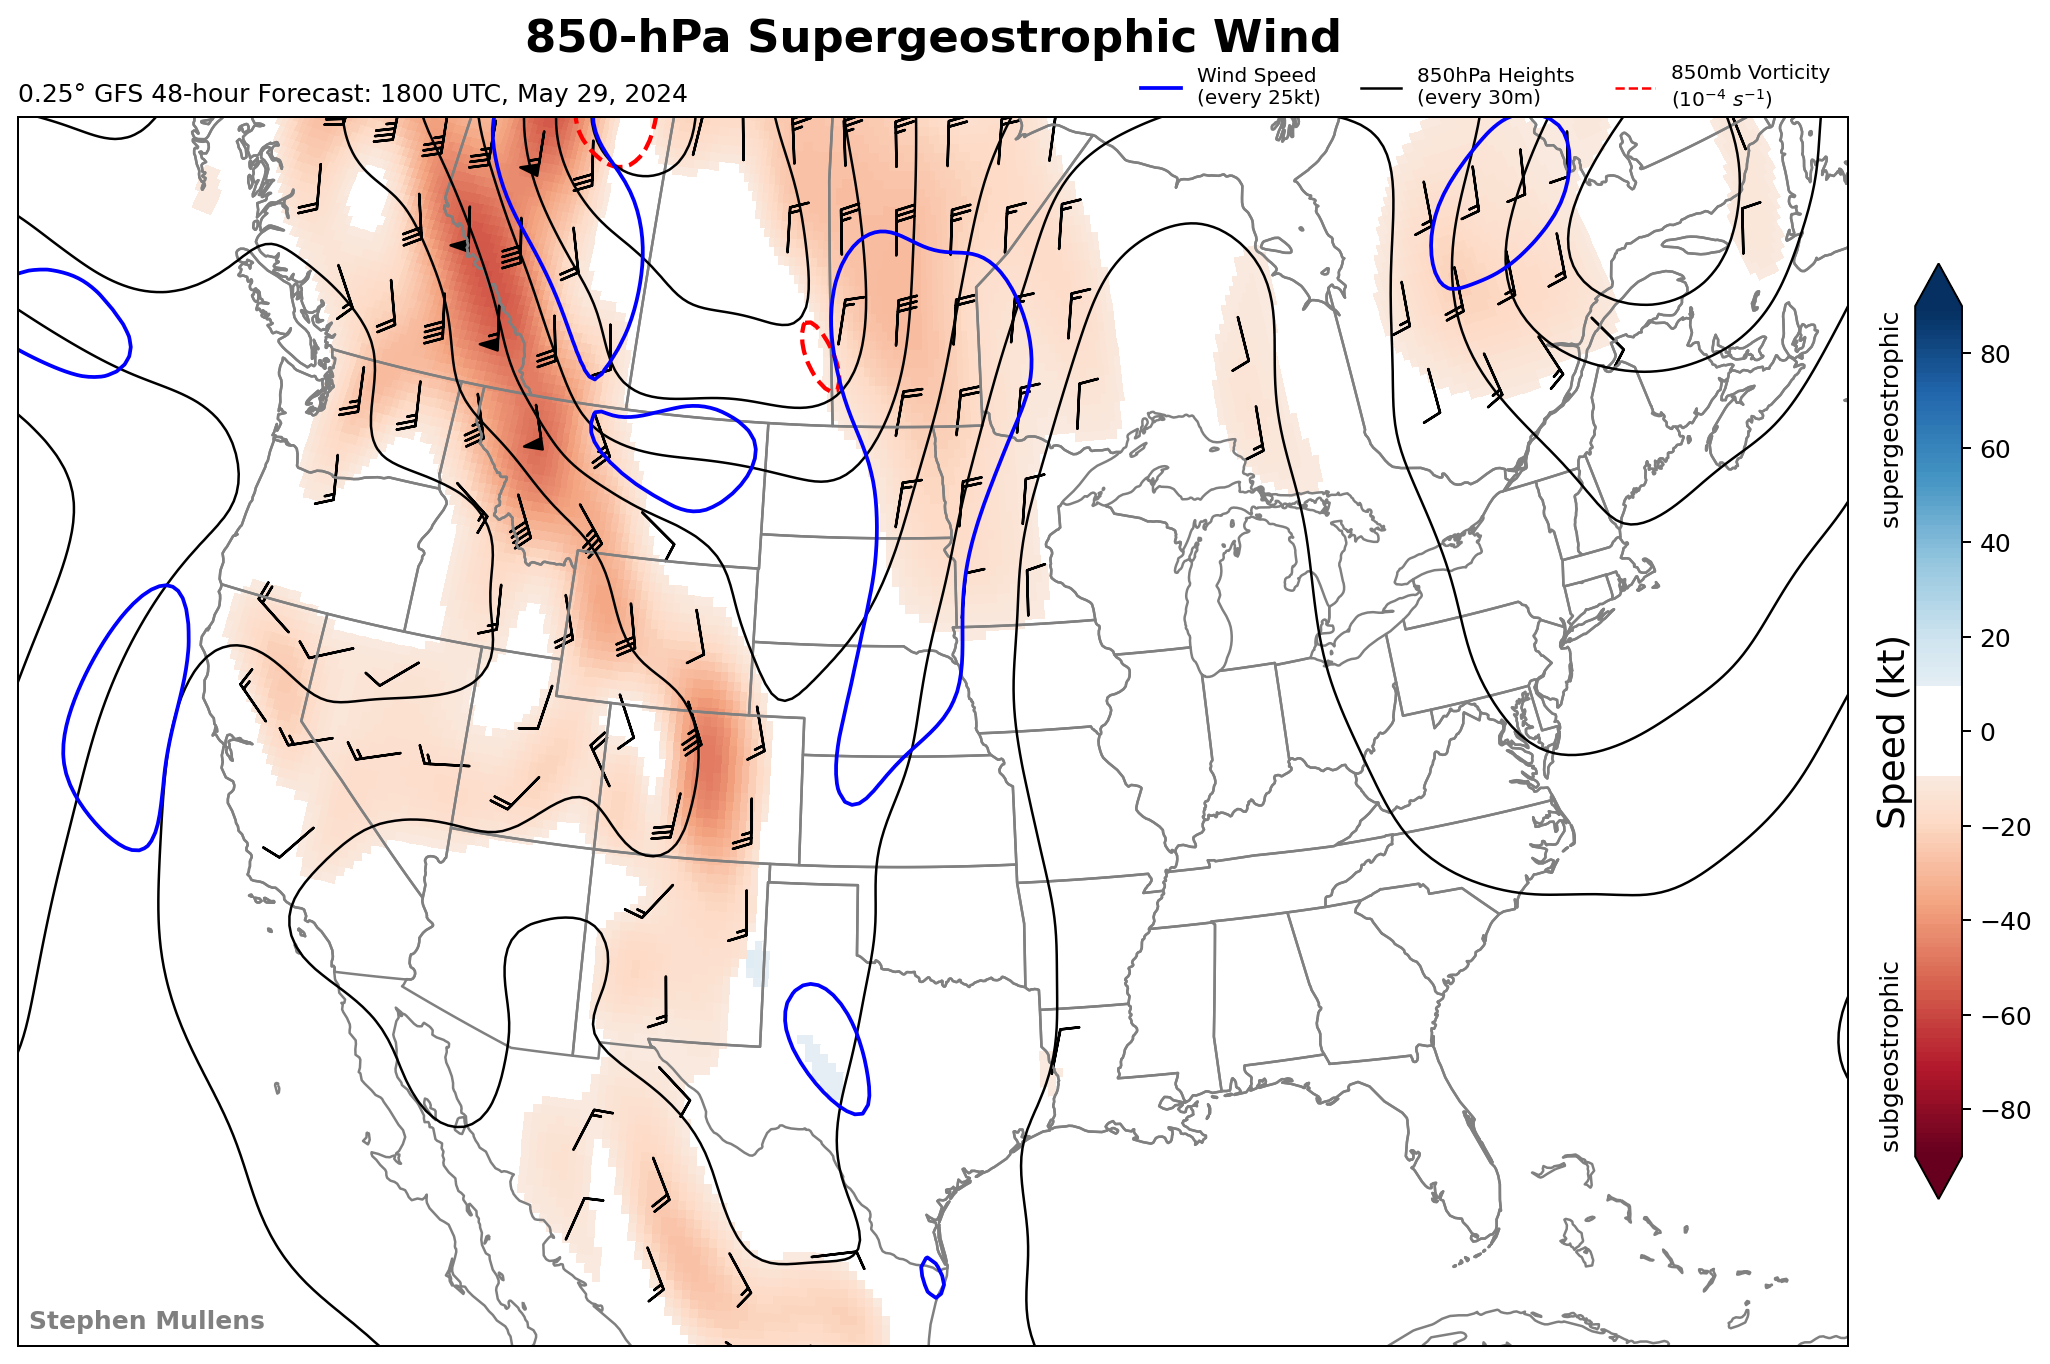 850-hPa Supergeostrophic Wind
0.25° GFS 48-hour Forecast: 1800 UTC, May 29, 2024
Wind Speed
(every 25kt)
850hPa Heights
(every 30m)
850mb Vorticity
(10⁻⁴ s⁻¹)
supergeostrophic
Speed (kt)
subgeostrophic
80
60
40
20
0
−20
−40
−60
−80
Stephen Mullens